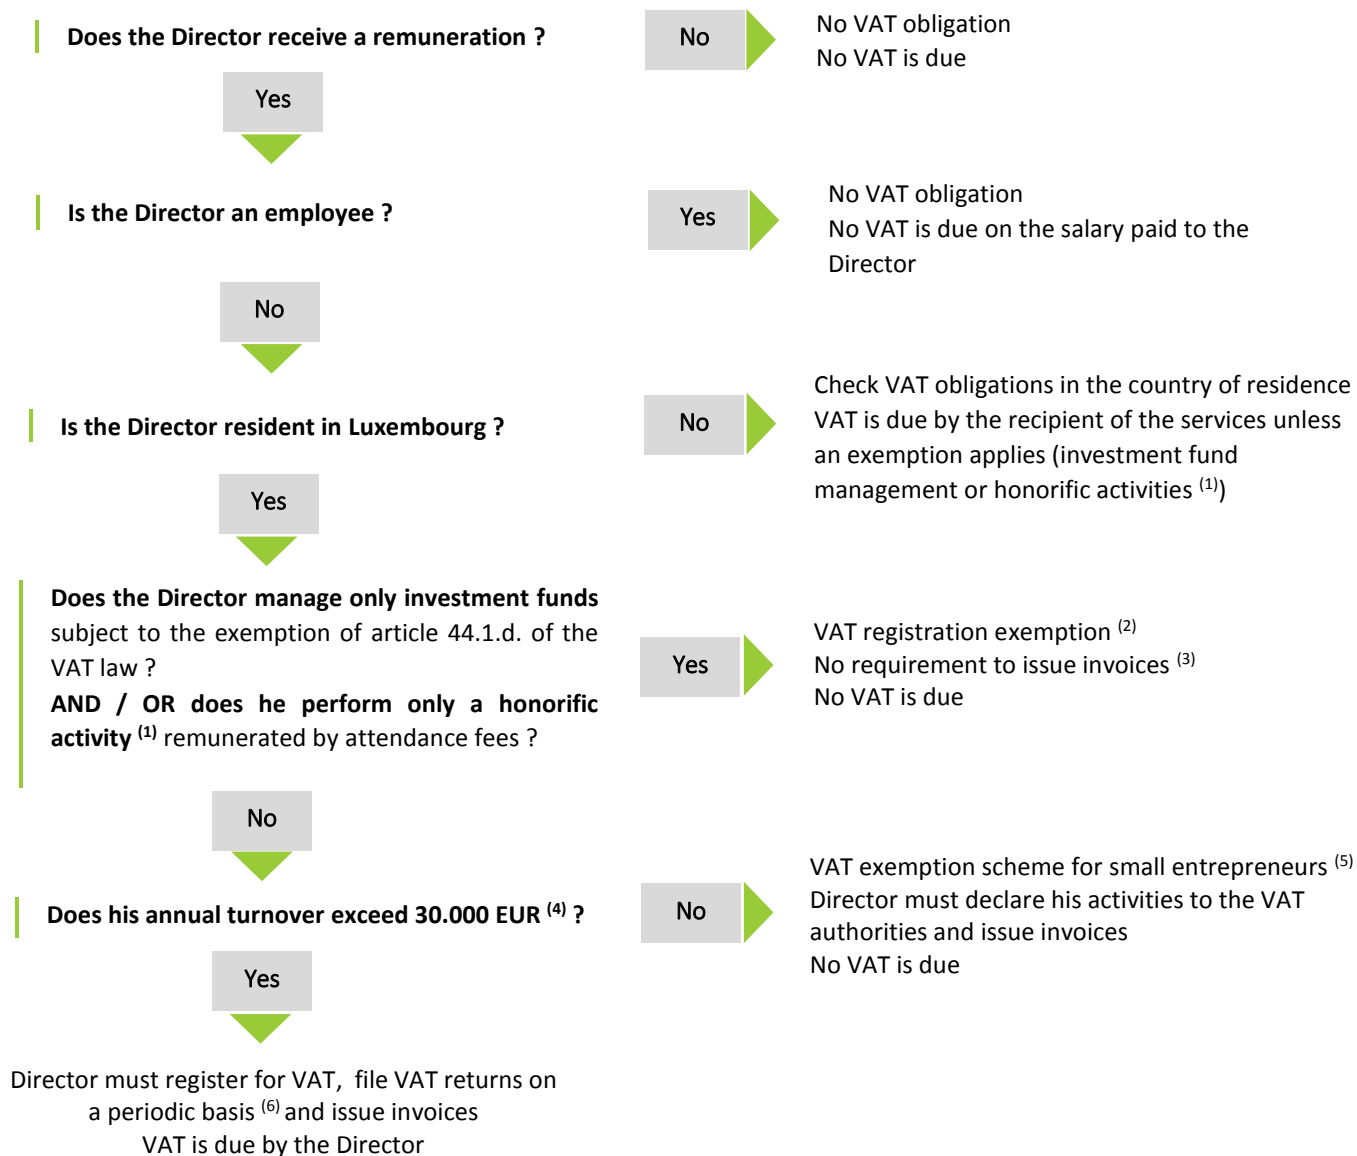 Does the Director receive a remuneration ?
No
No VAT obligation
No VAT is due
Yes
Is the Director an employee ?
Yes
No VAT obligation
No VAT is due on the salary paid to the
Director
No
Is the Director resident in Luxembourg ?
No
Check VAT obligations in the country of residence
VAT is due by the recipient of the services unless
an exemption applies (investment fund
management or honorific activities (1))
Yes
Does the Director manage only investment funds
subject to the exemption of article 44.1.d. of the
VAT law ?
AND / OR does he perform only a honorific
activity (1) remunerated by attendance fees ?
Yes
VAT registration exemption (2)
No requirement to issue invoices (3)
No VAT is due
No
Does his annual turnover exceed 30.000 EUR (4) ?
No
VAT exemption scheme for small entrepreneurs (5)
Director must declare his activities to the VAT
authorities and issue invoices
No VAT is due
Yes
Director must register for VAT, file VAT returns on
a periodic basis (6) and issue invoices
VAT is due by the Director